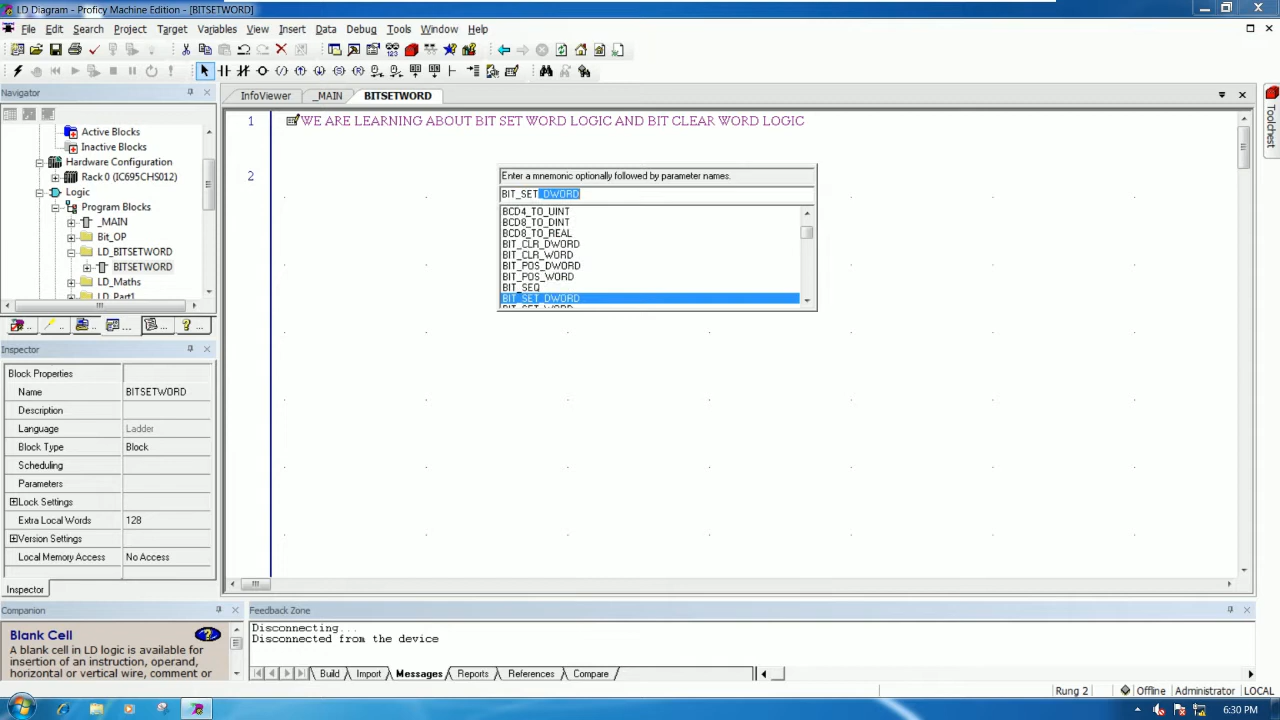 LD Diagram - Proficy Machine Edition - [BITSETWORD]
File Edit Search Project Target Variables View Insert Data Debug Tools Window Help
Navigator
Active Blocks
Inactive Blocks
Hardware Configuration
Rack 0 (IC695CHS012)
Logic
Program Blocks
_MAIN
Bit_OP
LD_BITSETWORD
BITSETWORD
LD_Maths
LD_Part1
Inspector
Block Properties
Name BITSETWORD
Description
Language Ladder
Block Type Block
Scheduling
Parameters
Lock Settings
Extra Local Words 128
Version Settings
Local Memory Access No Access
Inspector
Companion
Blank Cell
A blank cell in LD logic is available for
insertion of an instruction, operand,
horizontal or vertical wire, comment or
InfoViewer _MAIN BITSETWORD
1 WE ARE LEARNING ABOUT BIT SET WORD LOGIC AND BIT CLEAR WORD LOGIC
2
Enter a mnemonic optionally followed by parameter names.
BIT_SET_DWORD
BCD4_TO_UINT
BCD8_TO_DINT
BCD8_TO_REAL
BIT_CLR_DWORD
BIT_CLR_WORD
BIT_POS_DWORD
BIT_POS_WORD
BIT_SEQ
BIT_SET_DWORD
BIT_SET_WORD
Toolchest
Feedback Zone
Disconnecting...
Disconnected from the device
Build Import Messages Reports References Compare
Rung 2 Offline Administrator LOCAL
6:30 PM